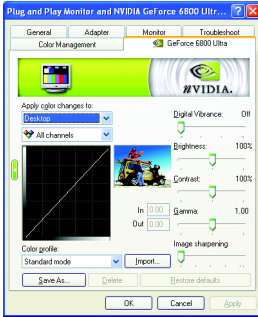 Plug and Play Monitor and NVIDIA GeForce 6800 Ultr...
General Adapter Monitor Troubleshoot
Color Management GeForce 6800 Ultra
nVIDIA.
Apply color changes to:
Desktop
All channels
Digital Vibrance: Off
Brightness: 100%
Contrast: 100%
In 0.00 Gamma: 1.00
Out 0.00
Image sharpening
Color profile:
Standard mode
Import...
Save As... Delete Restore defaults
OK Cancel Apply